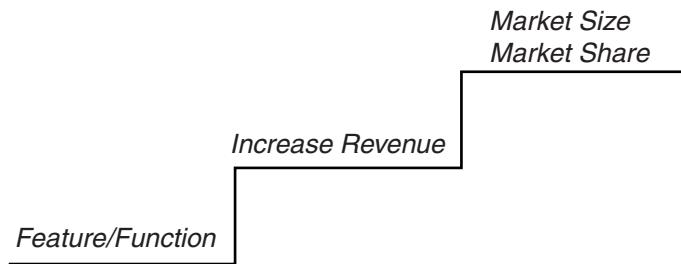 Market Size
Market Share
Increase Revenue
Feature/Function